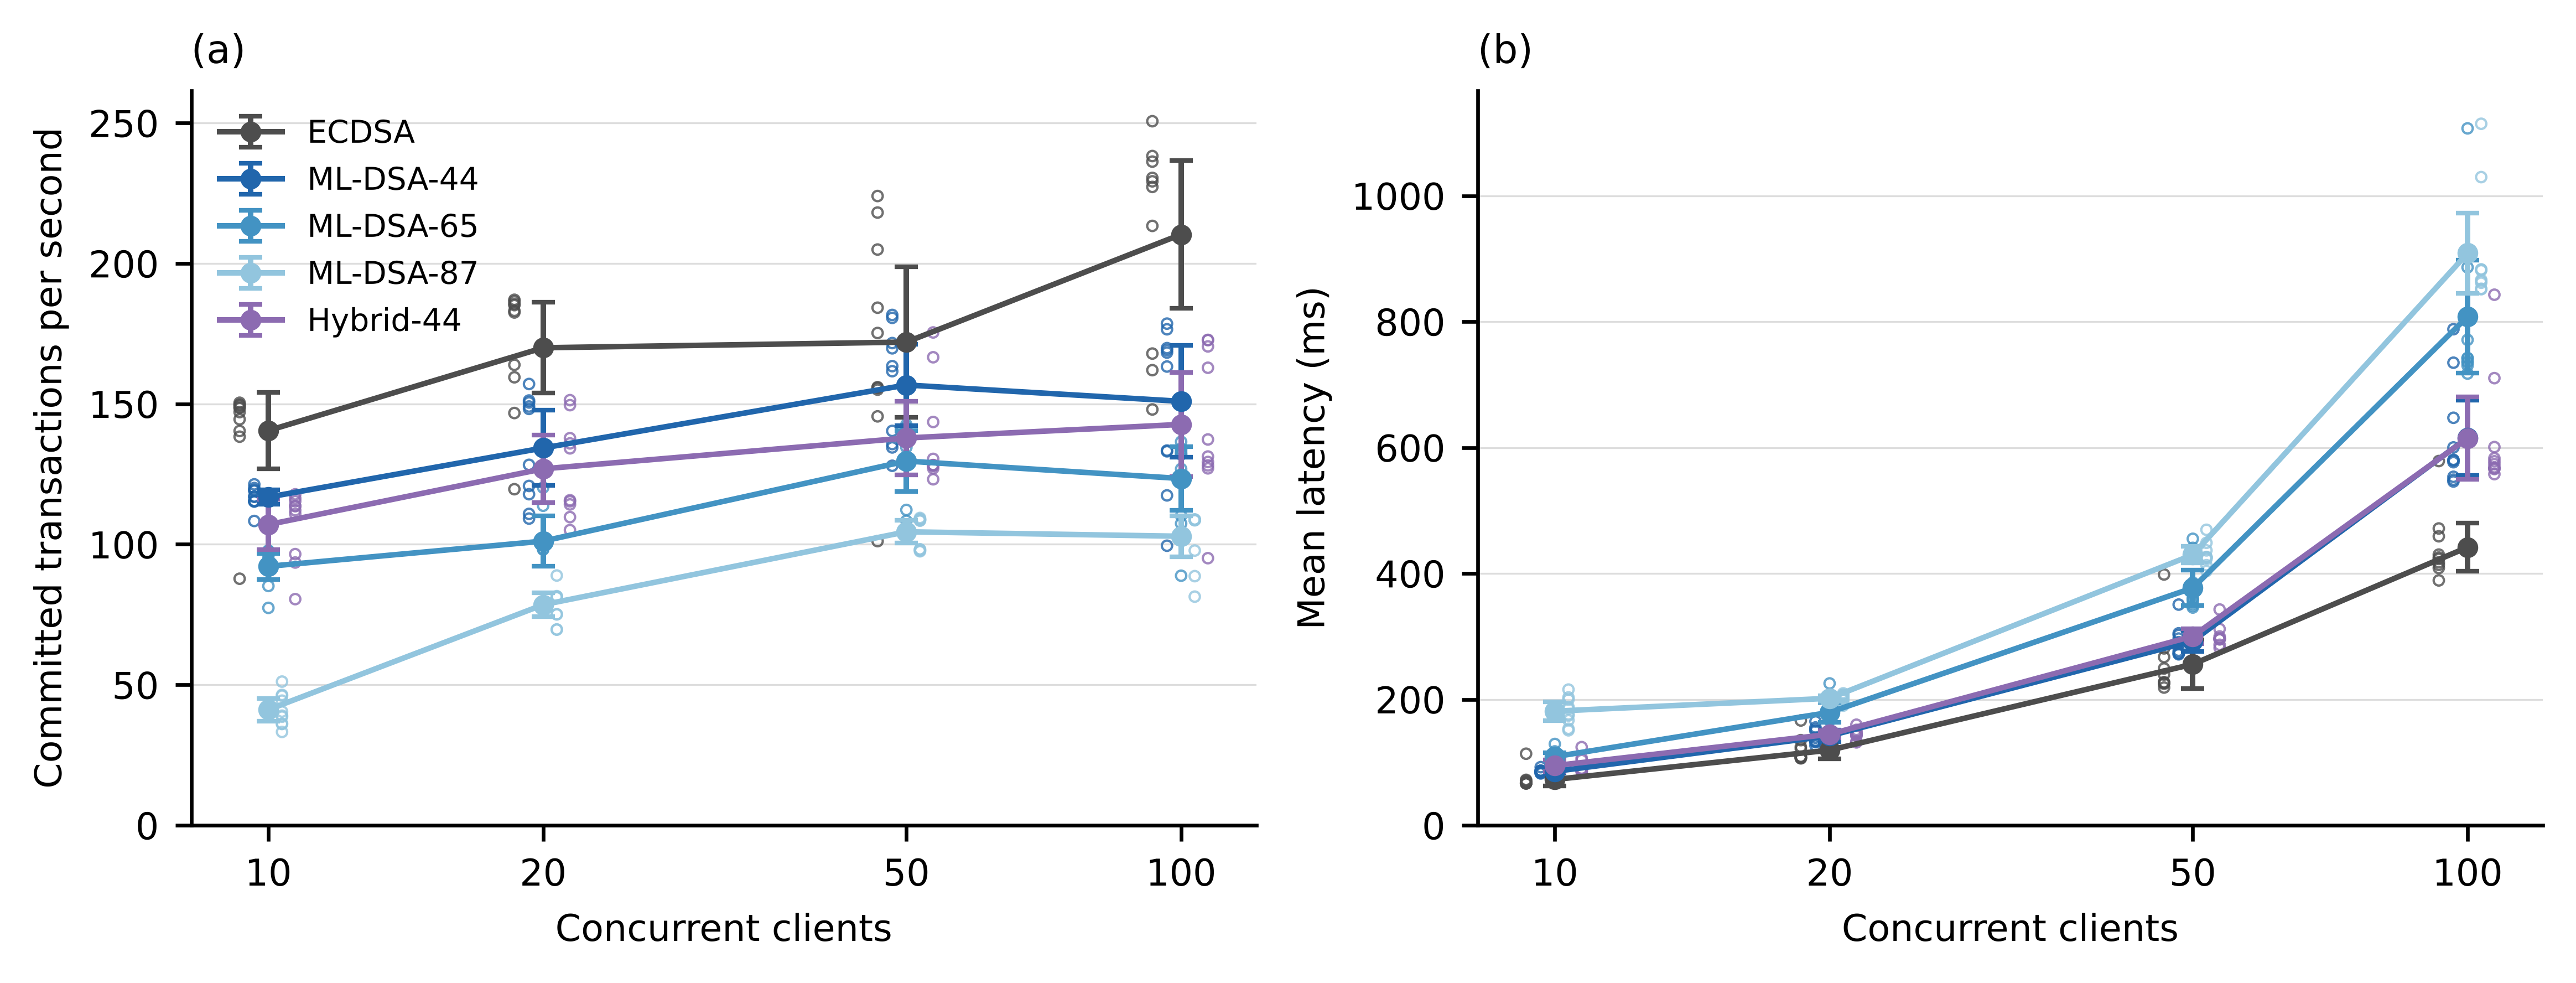 (a)
Committed transactions per second
250
200
150
100
50
0
ECDSA
ML-DSA-44
ML-DSA-65
ML-DSA-87
Hybrid-44
10 20 50 100
Concurrent clients
(b)
Mean latency (ms)
1000
800
600
400
200
0
10 20 50 100
Concurrent clients